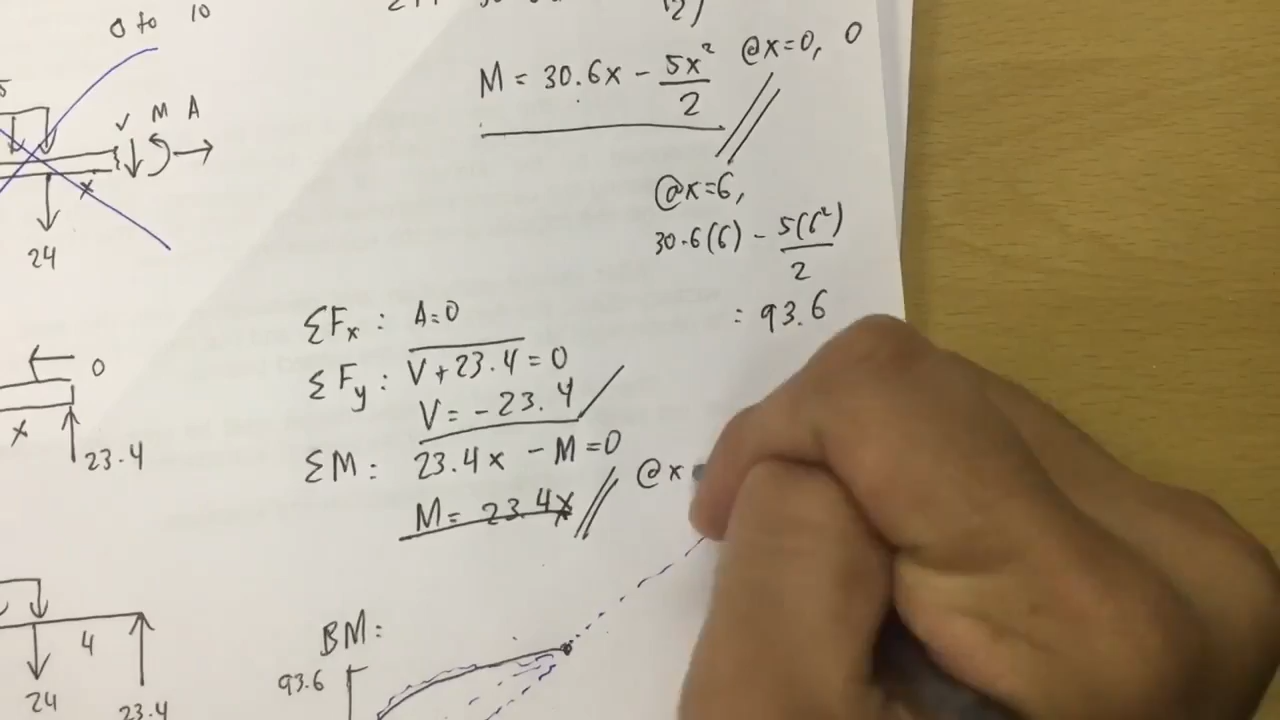 0 to 10
M = 30.6x - 5x²/2 @x=0, 0
V M A
@x=6,
30.6(6) - 5(6²)/2
24
= 93.6
ΣFx : A=0
0
ΣFy : V+23.4=0
V= -23.4
x
23.4
ΣM: 23.4x - M=0
@x
M= 23.4x
BM:
4
93.6
24
23.4